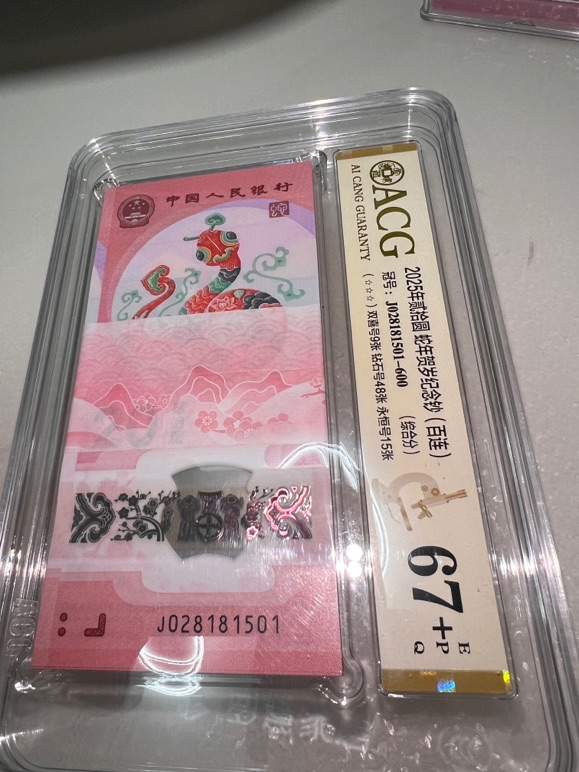 中国人民银行
J028181501
ACG
AI CANG GUARANTY
2025年贰拾圆 蛇年贺岁纪念钞（百连）
冠号：J028181501-600 （综合分）
（☆☆☆）双喜号9张 钻石号48张 永恒号15张
67+
E
P
Q